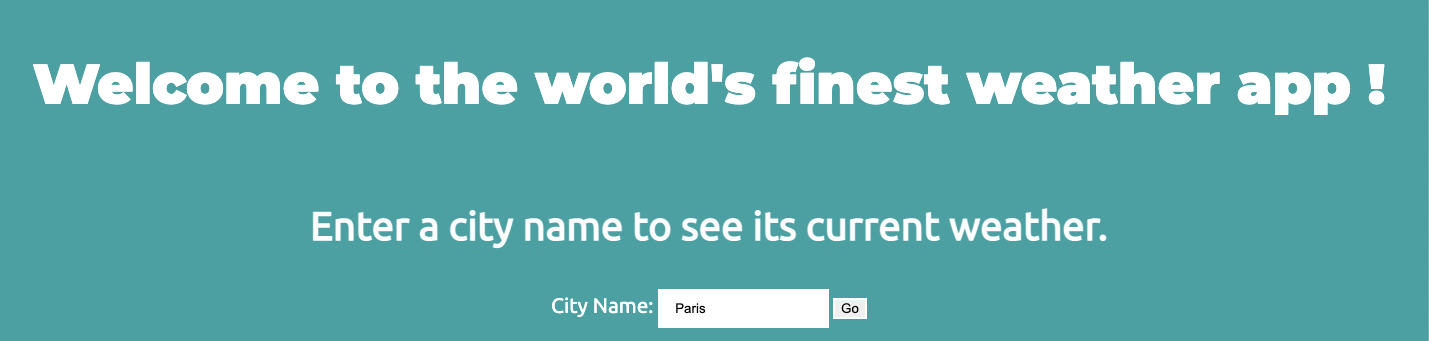 Welcome to the world's finest weather app !
Enter a city name to see its current weather.
City Name: Paris Go